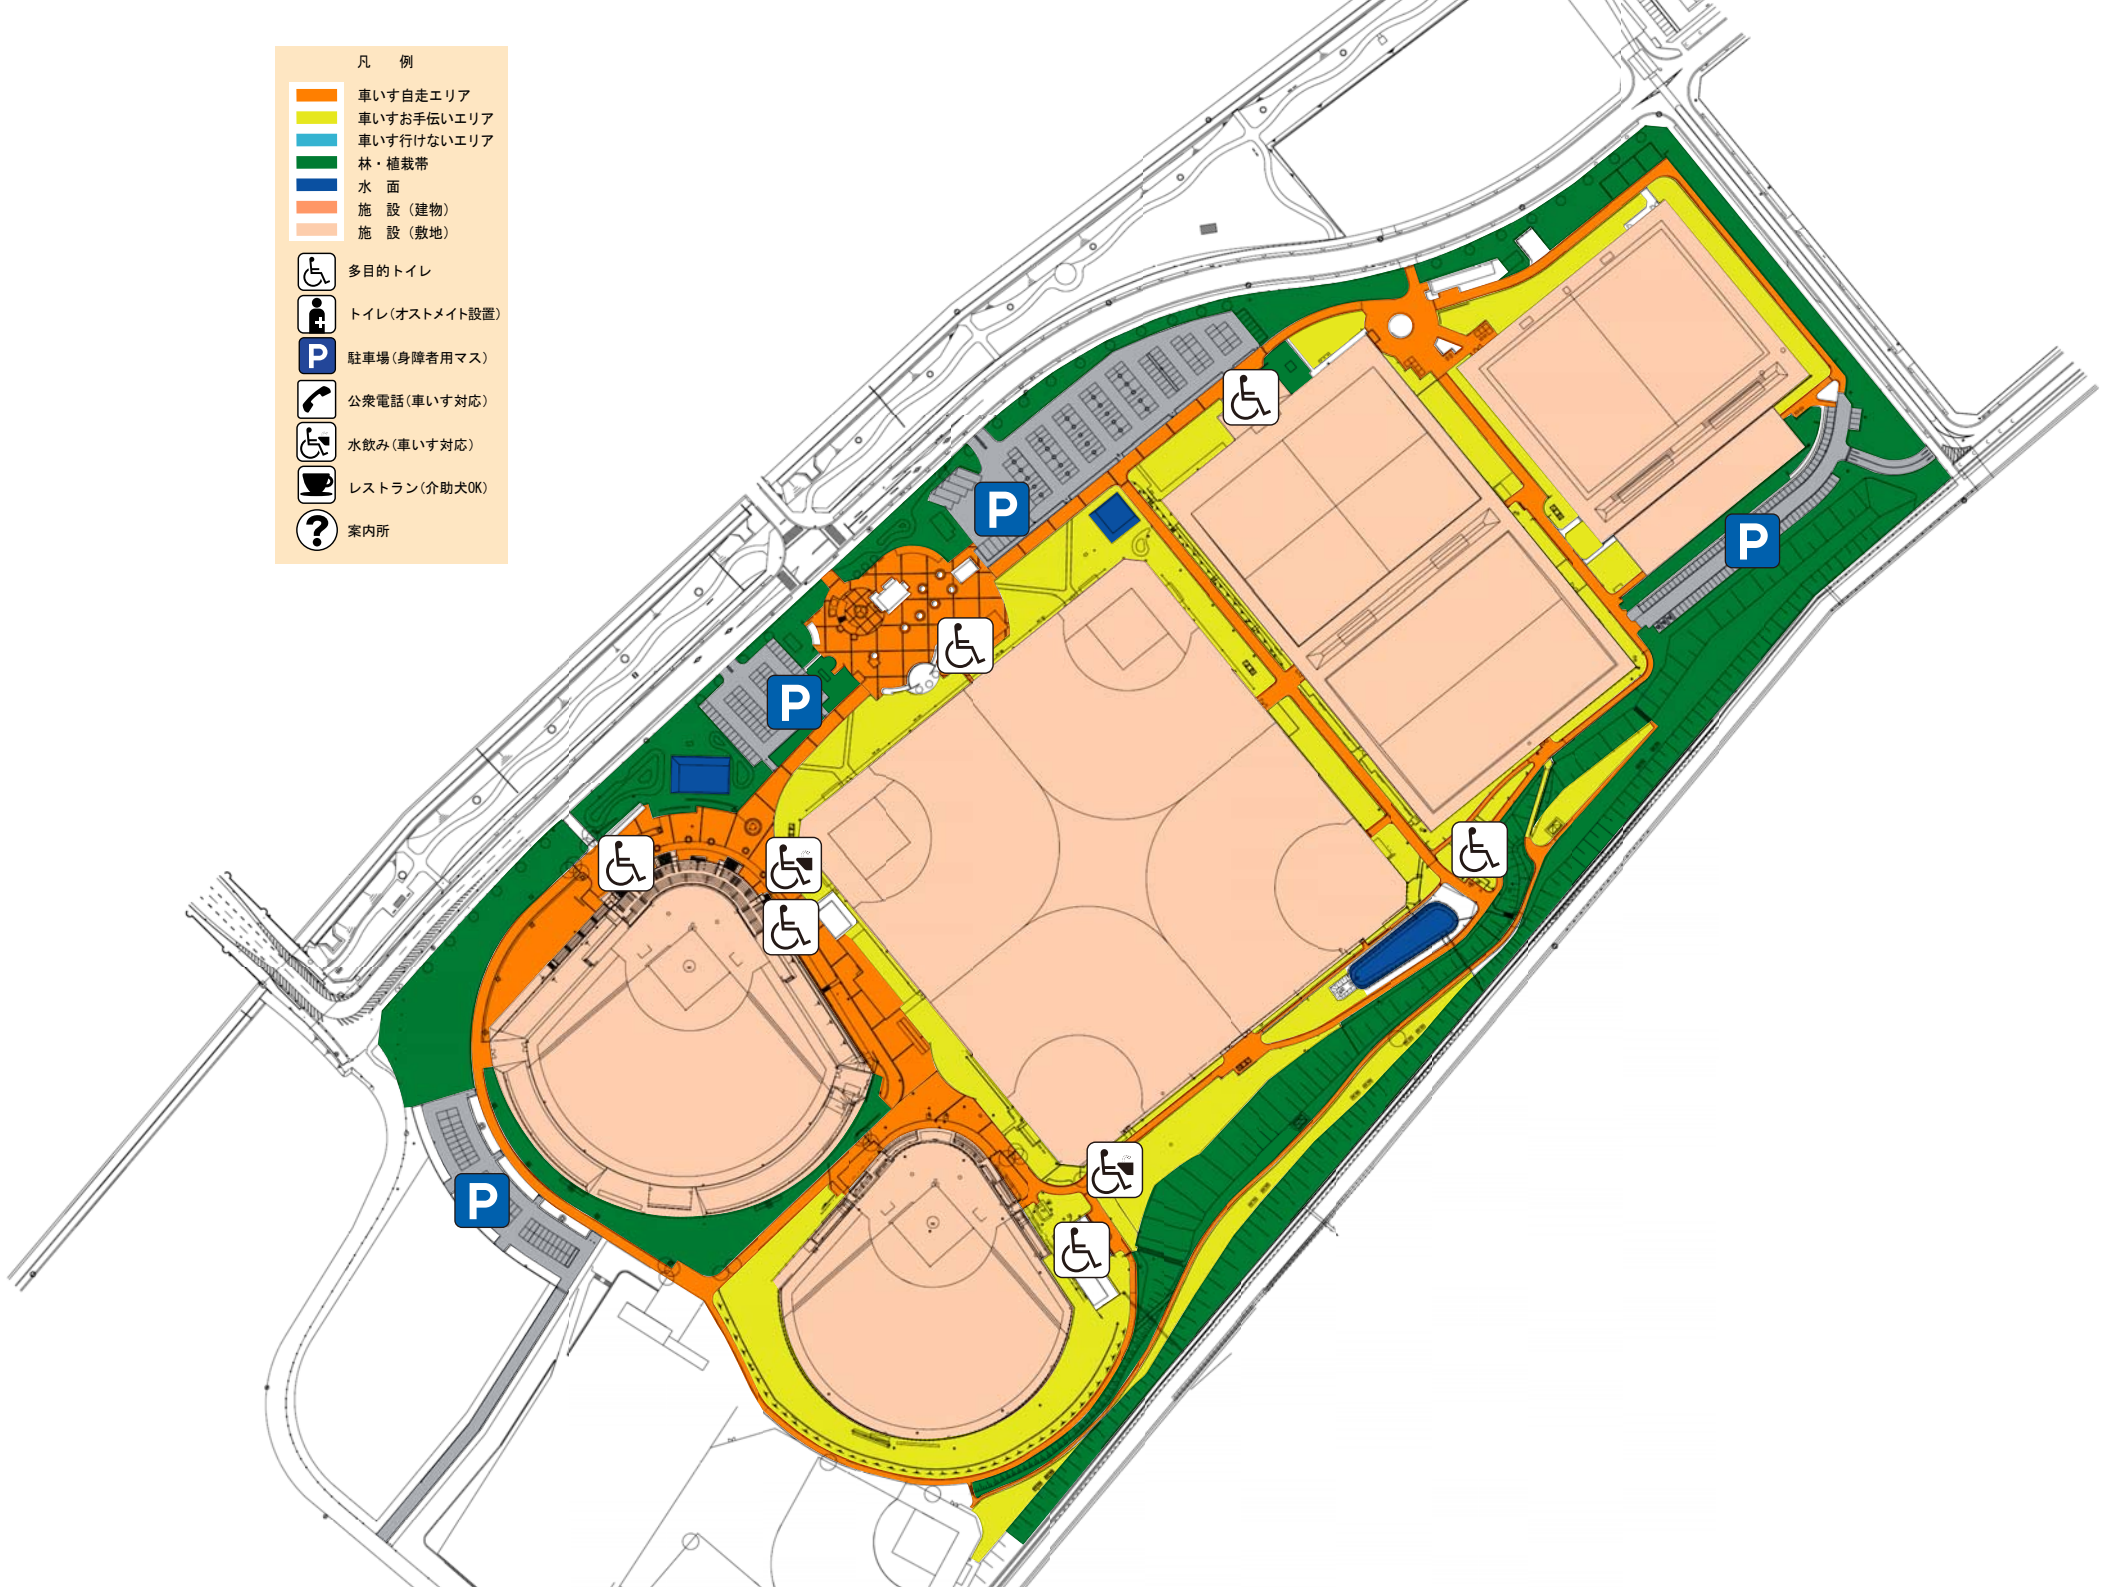 凡　例
車いす自走エリア
車いすお手伝いエリア
車いす行けないエリア
林・植栽帯
水　面
施　設（建物）
施　設（敷地）
多目的トイレ
トイレ(オストメイト設置)
P 駐車場(身障者用マス)
公衆電話(車いす対応)
水飲み(車いす対応)
レストラン(介助犬OK)
? 案内所
P
P
P
P